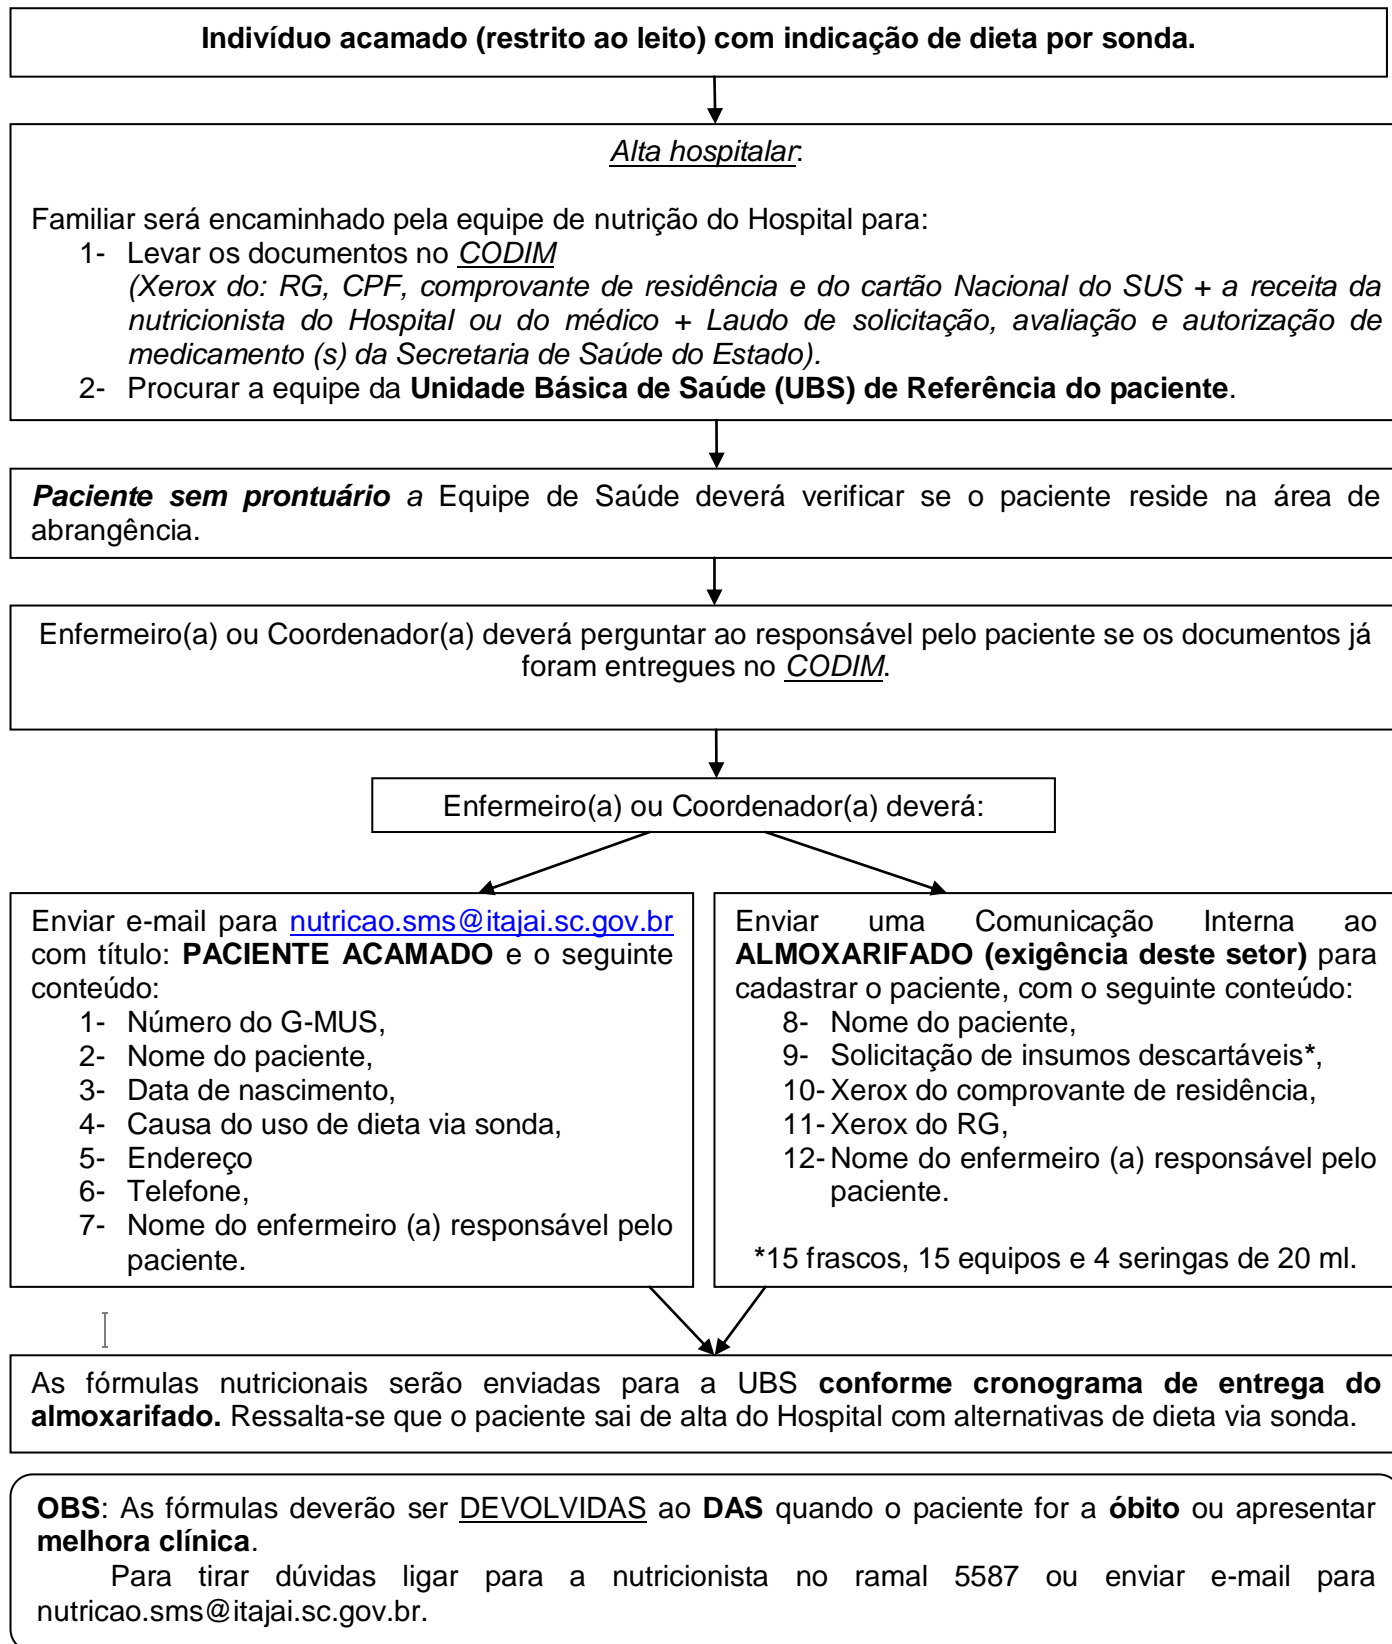 Indivíduo acamado (restrito ao leito) com indicação de dieta por sonda.
Alta hospitalar:
Familiar será encaminhado pela equipe de nutrição do Hospital para:
1- Levar os documentos no CODIM
(Xerox do: RG, CPF, comprovante de residência e do cartão Nacional do SUS + a receita da
nutricionista do Hospital ou do médico + Laudo de solicitação, avaliação e autorização de
medicamento (s) da Secretaria de Saúde do Estado).
2- Procurar a equipe da Unidade Básica de Saúde (UBS) de Referência do paciente.
Paciente sem prontuário a Equipe de Saúde deverá verificar se o paciente reside na área de
abrangência.
Enfermeiro(a) ou Coordenador(a) deverá perguntar ao responsável pelo paciente se os documentos já
foram entregues no CODIM.
Enfermeiro(a) ou Coordenador(a) deverá:
Enviar e-mail para nutricao.sms@itajai.sc.gov.br
com título: PACIENTE ACAMADO e o seguinte
conteúdo:
1- Número do G-MUS,
2- Nome do paciente,
3- Data de nascimento,
4- Causa do uso de dieta via sonda,
5- Endereço
6- Telefone,
7- Nome do enfermeiro (a) responsável pelo
paciente.
Enviar uma Comunicação Interna ao
ALMOXARIFADO (exigência deste setor) para
cadastrar o paciente, com o seguinte conteúdo:
8- Nome do paciente,
9- Solicitação de insumos descartáveis*,
10- Xerox do comprovante de residência,
11- Xerox do RG,
12- Nome do enfermeiro (a) responsável pelo
paciente.
*15 frascos, 15 equipos e 4 seringas de 20 ml.
As fórmulas nutricionais serão enviadas para a UBS conforme cronograma de entrega do
almoxarifado. Ressalta-se que o paciente sai de alta do Hospital com alternativas de dieta via sonda.
OBS: As fórmulas deverão ser DEVOLVIDAS ao DAS quando o paciente for a óbito ou apresentar
melhora clínica.
Para tirar dúvidas ligar para a nutricionista no ramal 5587 ou enviar e-mail para
nutricao.sms@itajai.sc.gov.br.